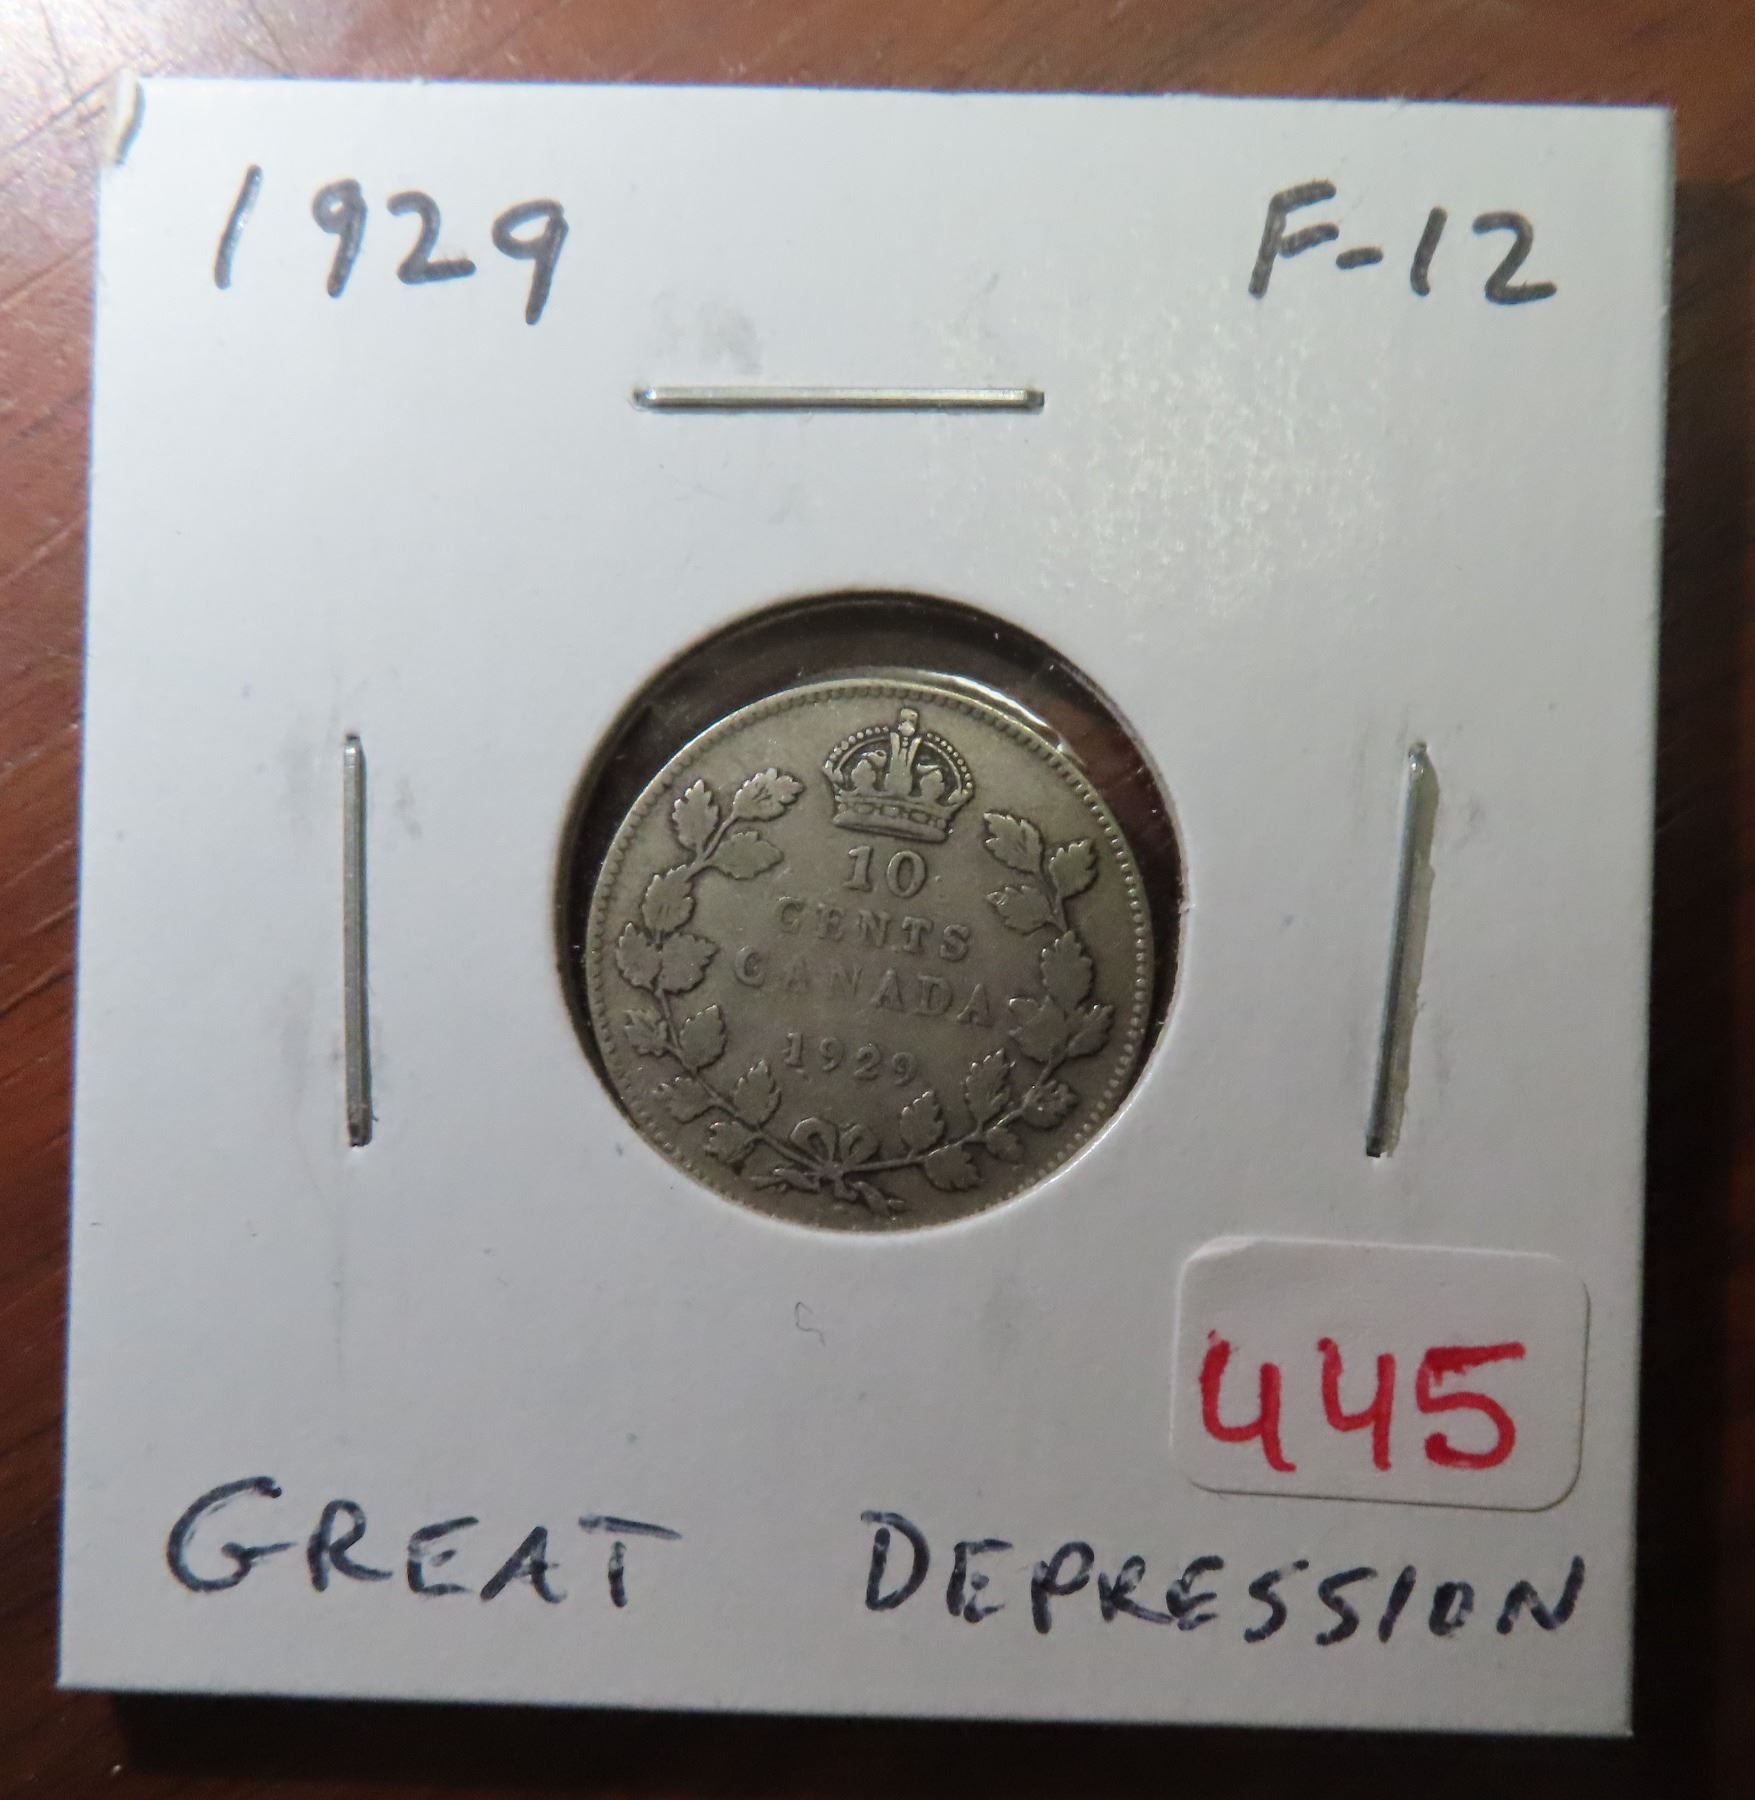 1929 F-12
10
CENTS
CANADA
1929
445
GREAT DEPRESSION